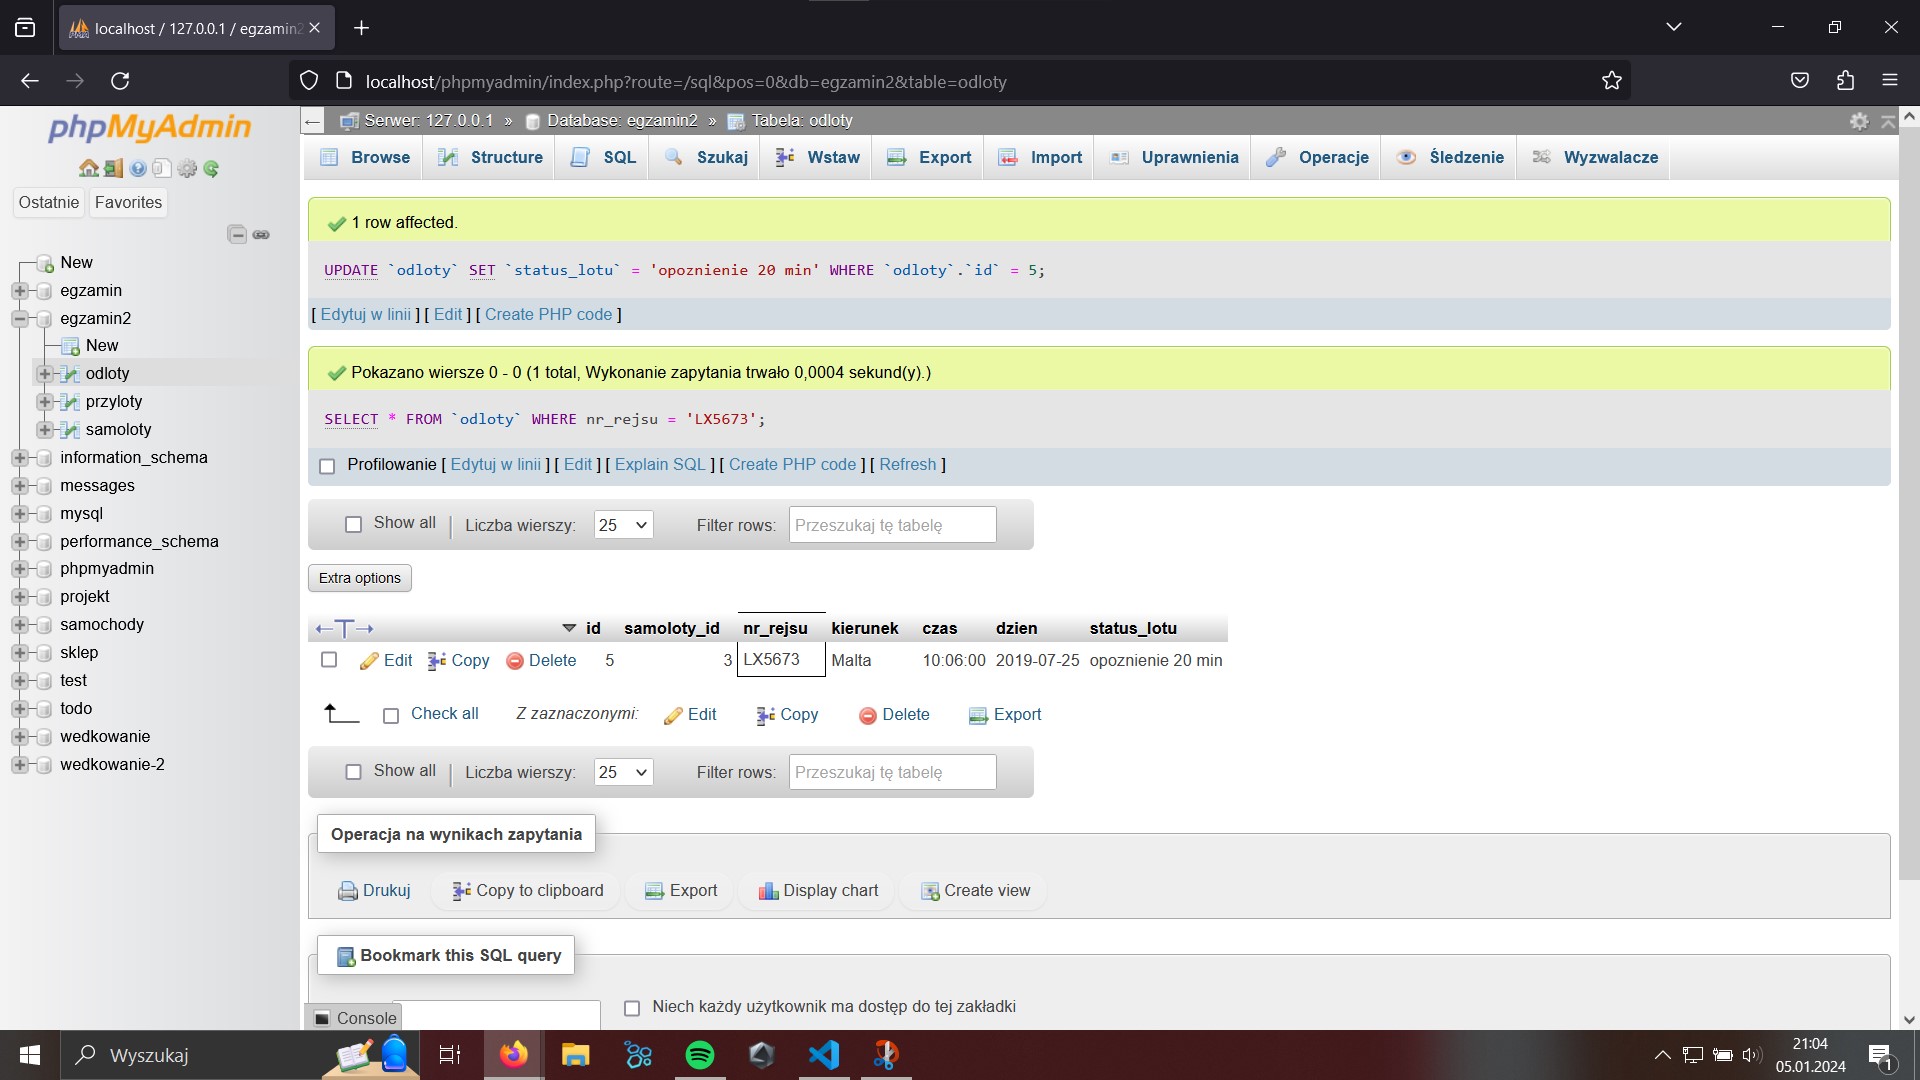 localhost / 127.0.0.1 / egzamin2
localhost/phpmyadmin/index.php?route=/sql&pos=0&db=egzamin2&table=odloty
phpMyAdmin
Ostatnie
Favorites
New
egzamin
egzamin2
New
odloty
przyloty
samoloty
information_schema
messages
mysql
performance_schema
phpmyadmin
projekt
samochody
sklep
test
todo
wedkowanie
wedkowanie-2
Serwer: 127.0.0.1 » Database: egzamin2 » Tabela: odloty
Browse Structure SQL Szukaj Wstaw Export Import Uprawnienia Operacje Śledzenie Wyzwalacze
1 row affected.
UPDATE `odloty` SET `status_lotu` = 'opoznienie 20 min' WHERE `odloty`.`id` = 5;
[ Edytuj w linii ] [ Edit ] [ Create PHP code ]
Pokazano wiersze 0 - 0 (1 total, Wykonanie zapytania trwało 0,0004 sekund(y).)
SELECT * FROM `odloty` WHERE nr_rejsu = 'LX5673';
Profilowanie [ Edytuj w linii ] [ Edit ] [ Explain SQL ] [ Create PHP code ] [ Refresh ]
Show all | Liczba wierszy: 25 Filter rows: Przeszukaj tę tabelę
Extra options
id samoloty_id nr_rejsu kierunek czas dzien status_lotu
Edit Copy Delete 5 3 LX5673 Malta 10:06:00 2019-07-25 opoznienie 20 min
Check all Z zaznaczonymi: Edit Copy Delete Export
Show all | Liczba wierszy: 25 Filter rows: Przeszukaj tę tabelę
Operacja na wynikach zapytania
Drukuj Copy to clipboard Export Display chart Create view
Bookmark this SQL query
Niech każdy użytkownik ma dostęp do tej zakładki
Console
Wyszukaj
21:04
05.01.2024
1